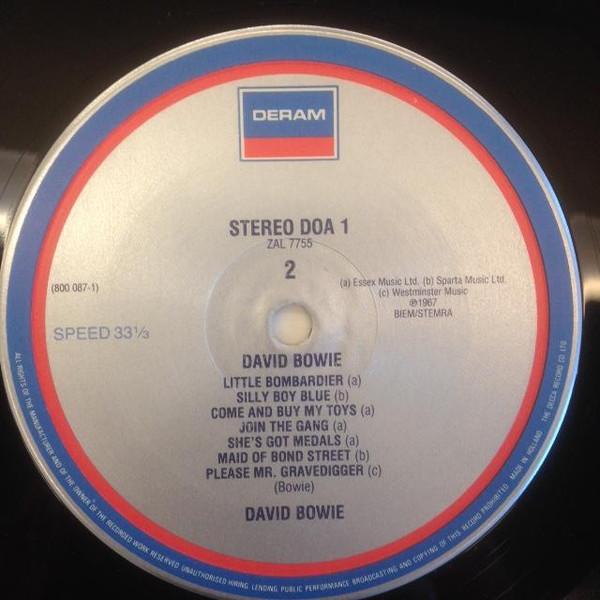 DERAM
STEREO DOA 1
ZAL 7755
2
(800 087-1)
(a) Essex Music Ltd. (b) Sparta Music Ltd.
(c) Westminster Music
℗1967
BIEM/STEMRA
SPEED 33⅓
DAVID BOWIE
LITTLE BOMBARDIER (a)
SILLY BOY BLUE (b)
COME AND BUY MY TOYS (a)
JOIN THE GANG (a)
SHE'S GOT MEDALS (a)
MAID OF BOND STREET (b)
PLEASE MR. GRAVEDIGGER (c)
(Bowie)
DAVID BOWIE
ALL RIGHTS OF THE MANUFACTURER AND OF THE OWNER OF THE RECORDED WORK RESERVED UNAUTHORISED HIRING, LENDING, PUBLIC PERFORMANCE BROADCASTING AND COPYING OF THIS RECORD PROHIBITED MADE IN HOLLAND THE DECCA RECORD CO LTD